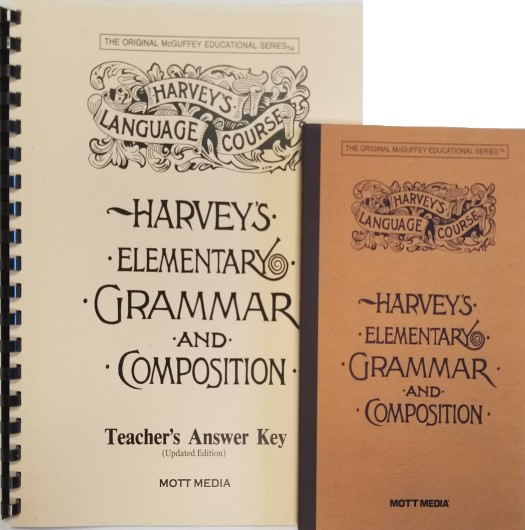 THE ORIGINAL McGUFFEY EDUCATIONAL SERIES™
HARVEY'S
LANGUAGE COURSE
~HARVEY'S·
·ELEMENTARY
·GRAMMAR
·AND·
·COMPOSITION·
Teacher's Answer Key
(Updated Edition)
MOTT MEDIA
THE ORIGINAL McGUFFEY EDUCATIONAL SERIES™
HARVEY'S
LANGUAGE COURSE
~HARVEY'S·
·ELEMENTARY
·GRAMMAR·
·AND·
·COMPOSITION·
MOTT MEDIA